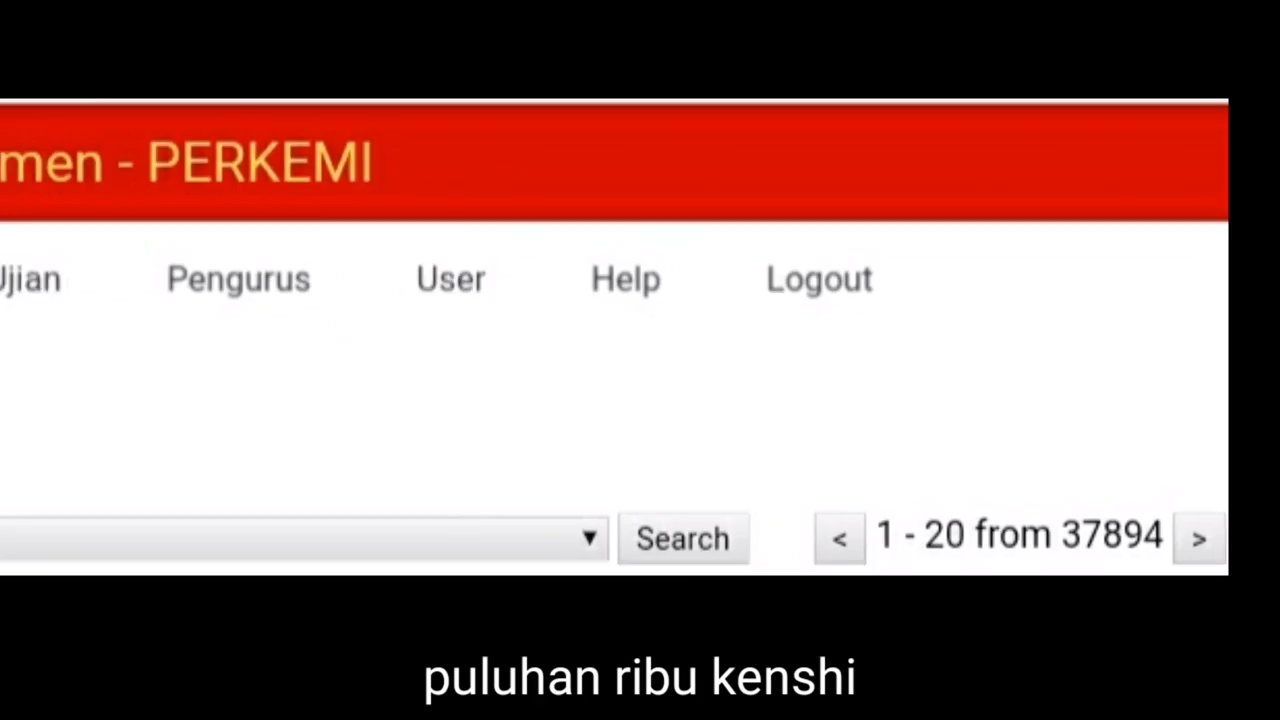 men - PERKEMI
Ujian Pengurus User Help Logout
▼ Search < 1 - 20 from 37894 >
puluhan ribu kenshi